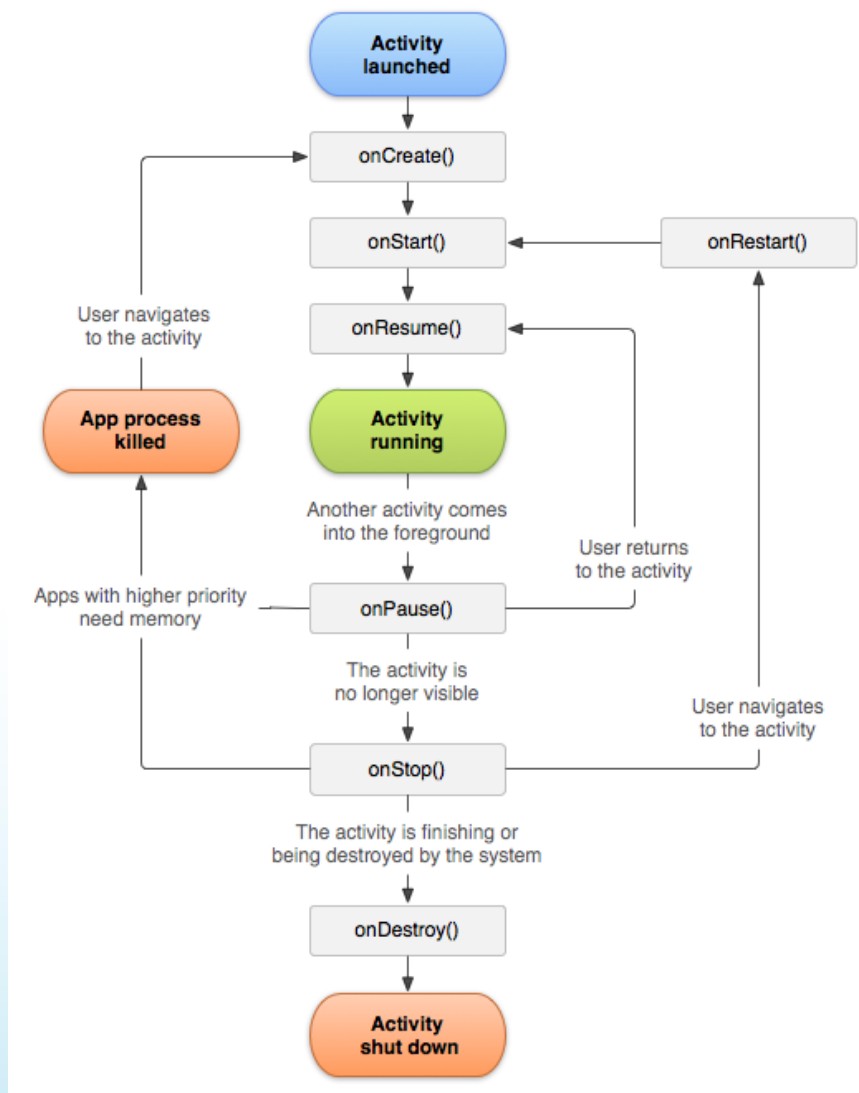 Activity
launched
onCreate()
onStart()
onRestart()
User navigates
to the activity
onResume()
App process
killed
Activity
running
Another activity comes
into the foreground
User returns
to the activity
Apps with higher priority
need memory
onPause()
The activity is
no longer visible
User navigates
to the activity
onStop()
The activity is finishing or
being destroyed by the system
onDestroy()
Activity
shut down